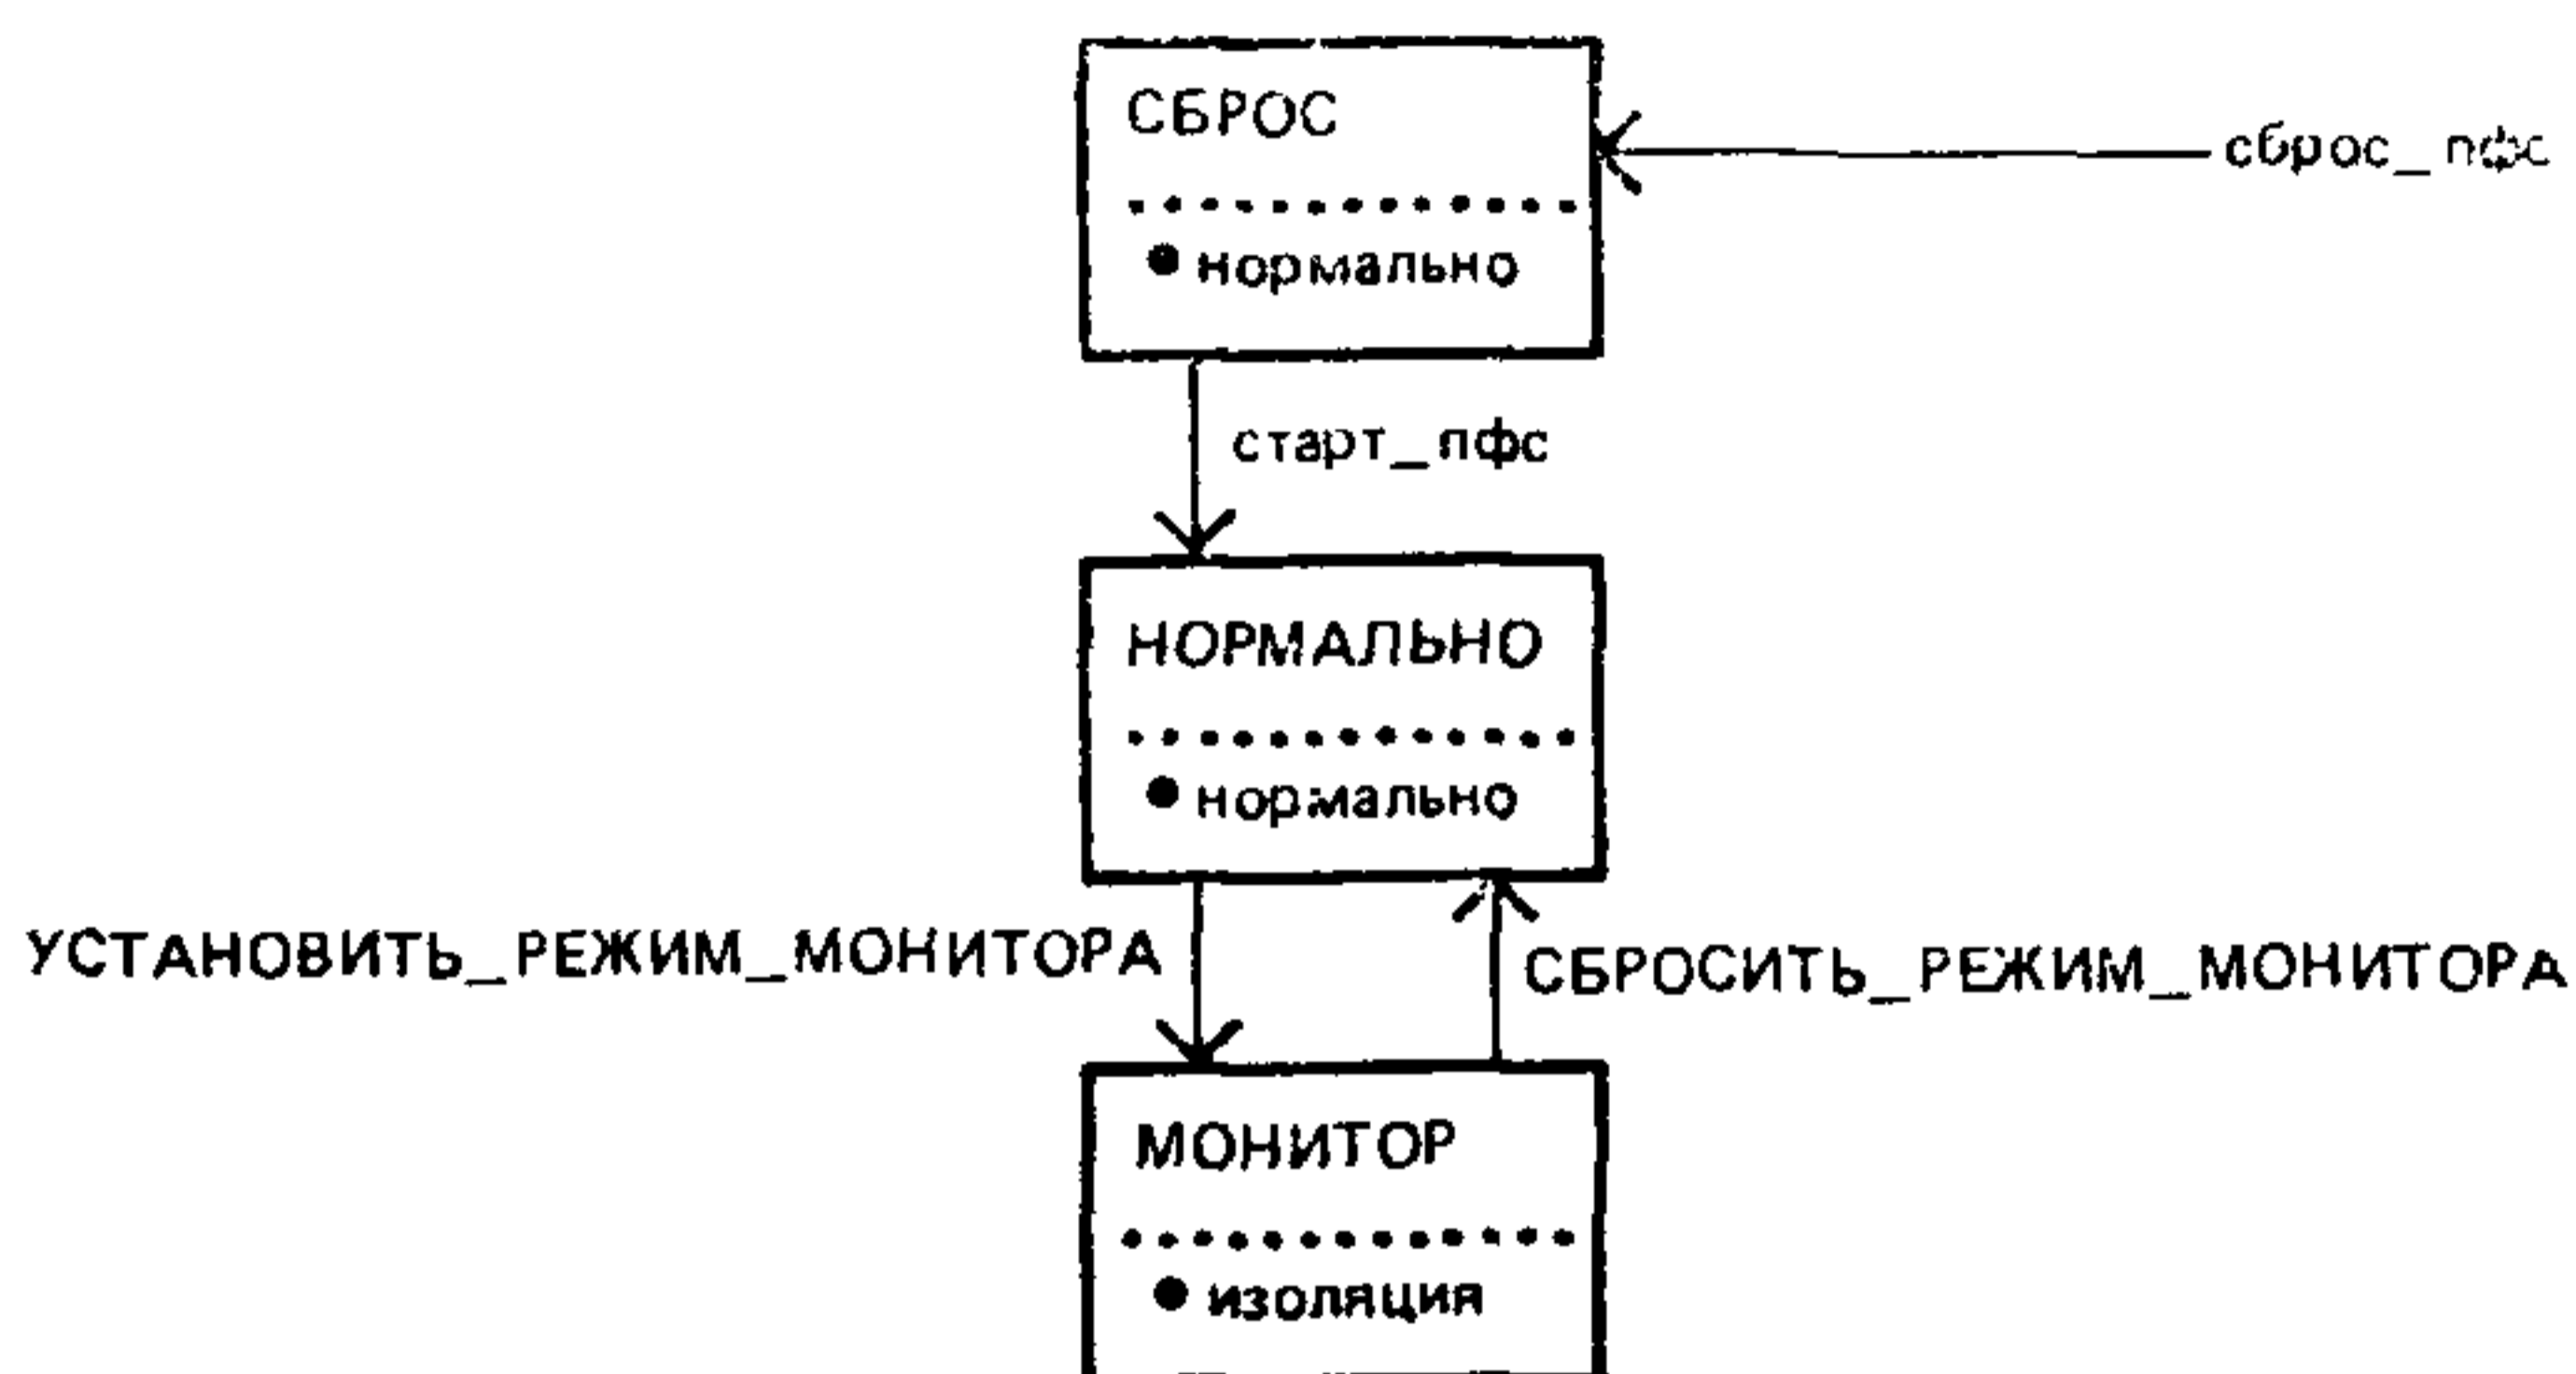 СБРОС
сброс_пфс
нормально
старт_пфс
НОРМАЛЬНО
нормально
УСТАНОВИТЬ_РЕЖИМ_МОНИТОРА
СБРОСИТЬ_РЕЖИМ_МОНИТОРА
МОНИТОР
изоляция